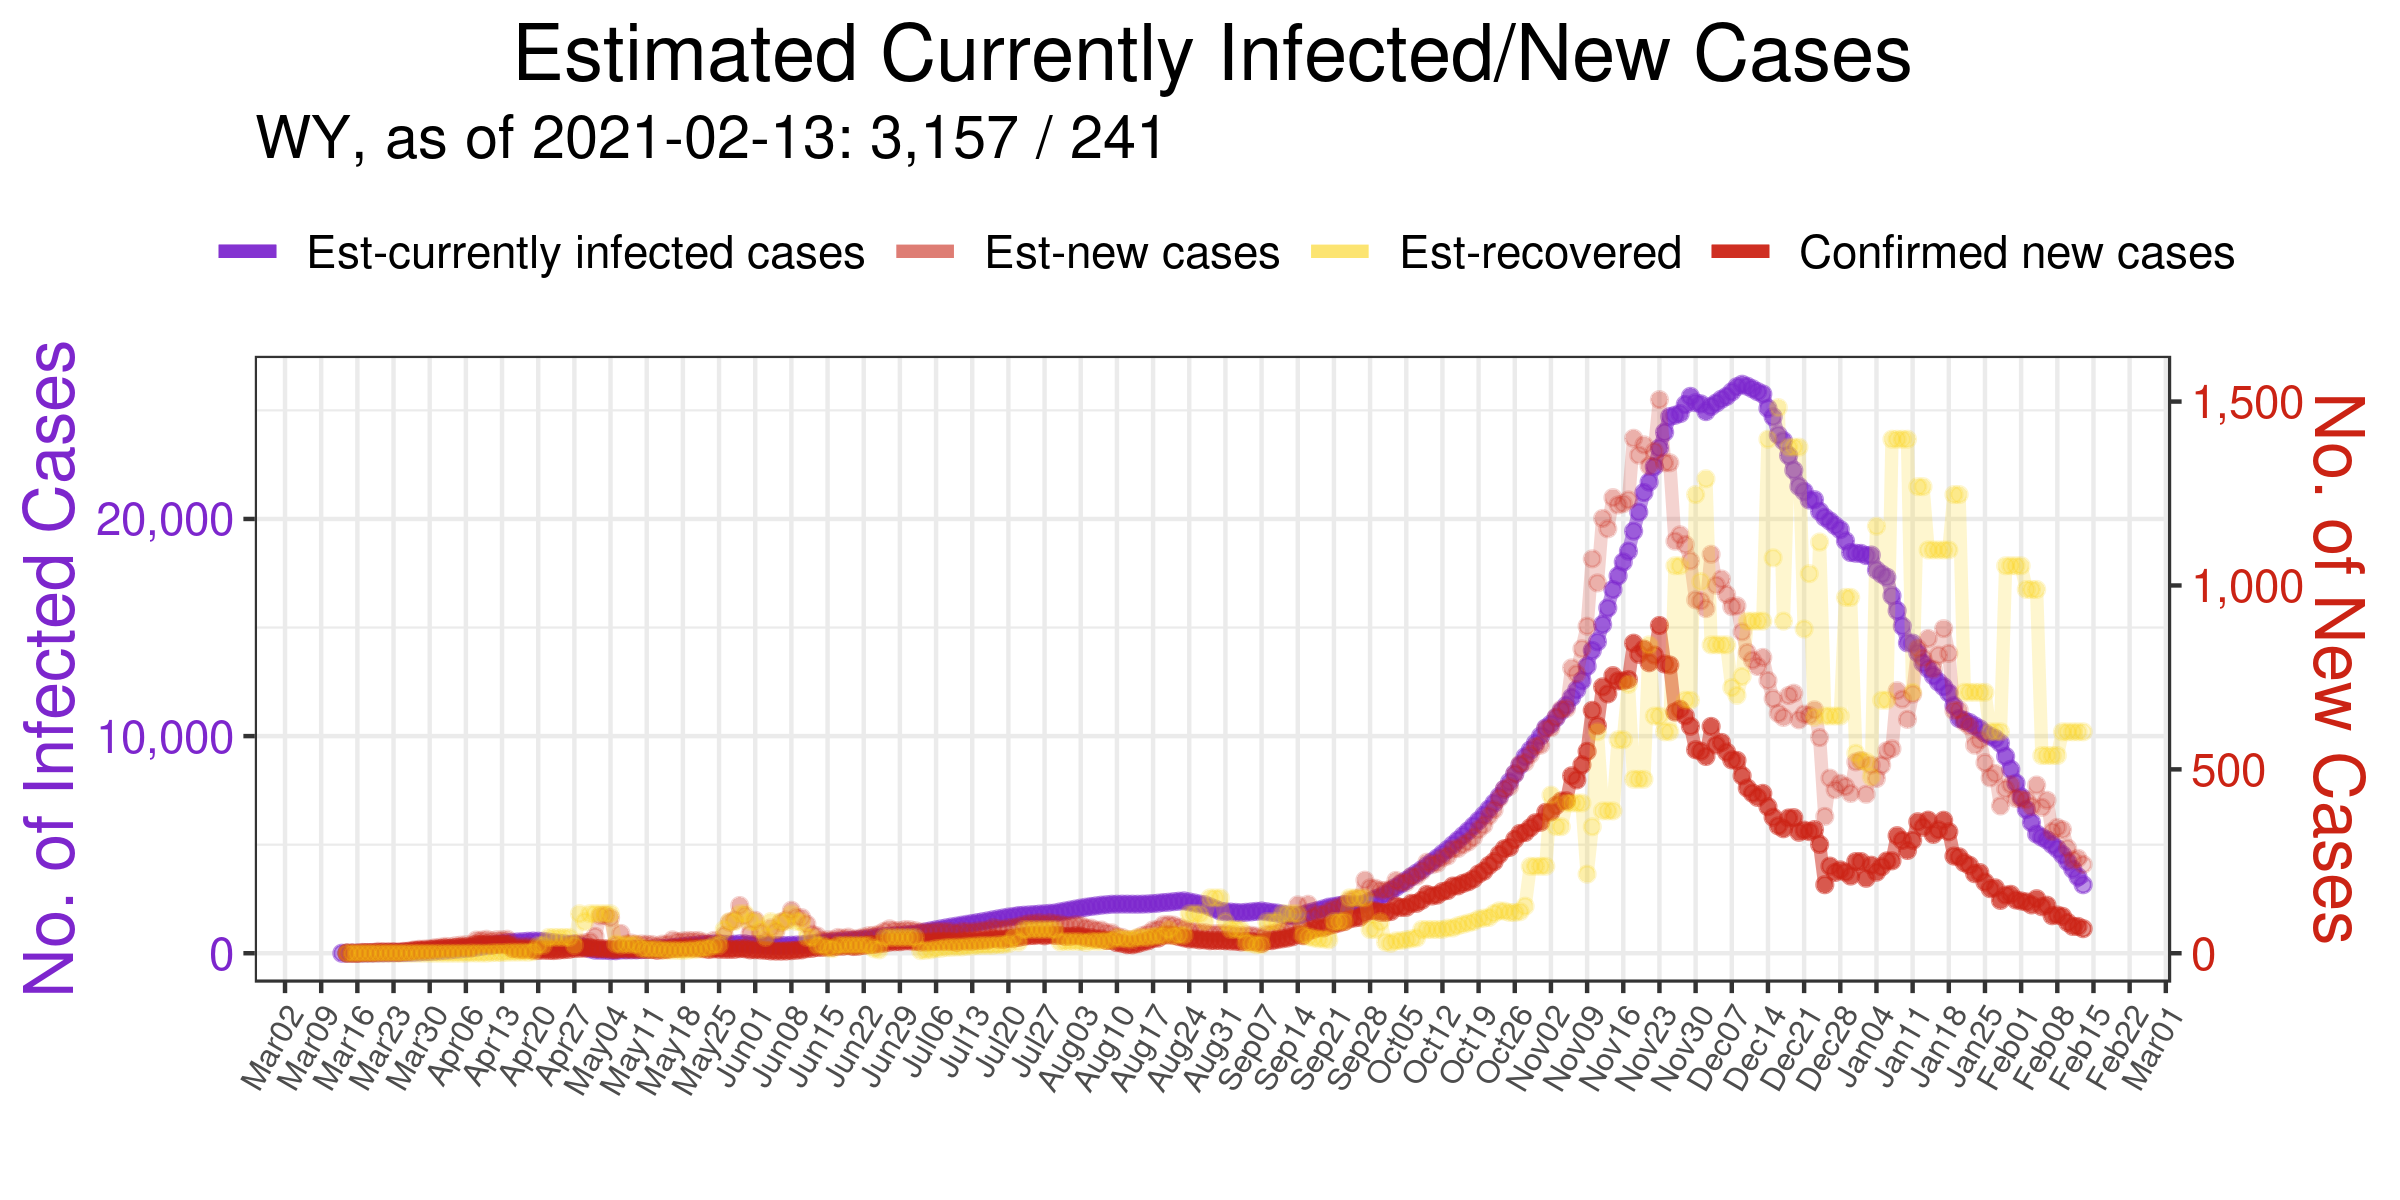 Estimated Currently Infected/New Cases
WY, as of 2021-02-13: 3,157 / 241
Est-currently infected cases Est-new cases Est-recovered Confirmed new cases
No. of Infected Cases
20,000
10,000
0
1,500
1,000
500
0
No. of New Cases
Mar02 Mar09 Mar16 Mar23 Mar30 Apr06 Apr13 Apr20 Apr27 May04 May11 May18 May25 Jun01 Jun08 Jun15 Jun22 Jun29 Jul06 Jul13 Jul20 Jul27 Aug03 Aug10 Aug17 Aug24 Aug31 Sep07 Sep14 Sep21 Sep28 Oct05 Oct12 Oct19 Oct26 Nov02 Nov09 Nov16 Nov23 Nov30 Dec07 Dec14 Dec21 Dec28 Jan04 Jan11 Jan18 Jan25 Feb01 Feb08 Feb15 Feb22 Mar01